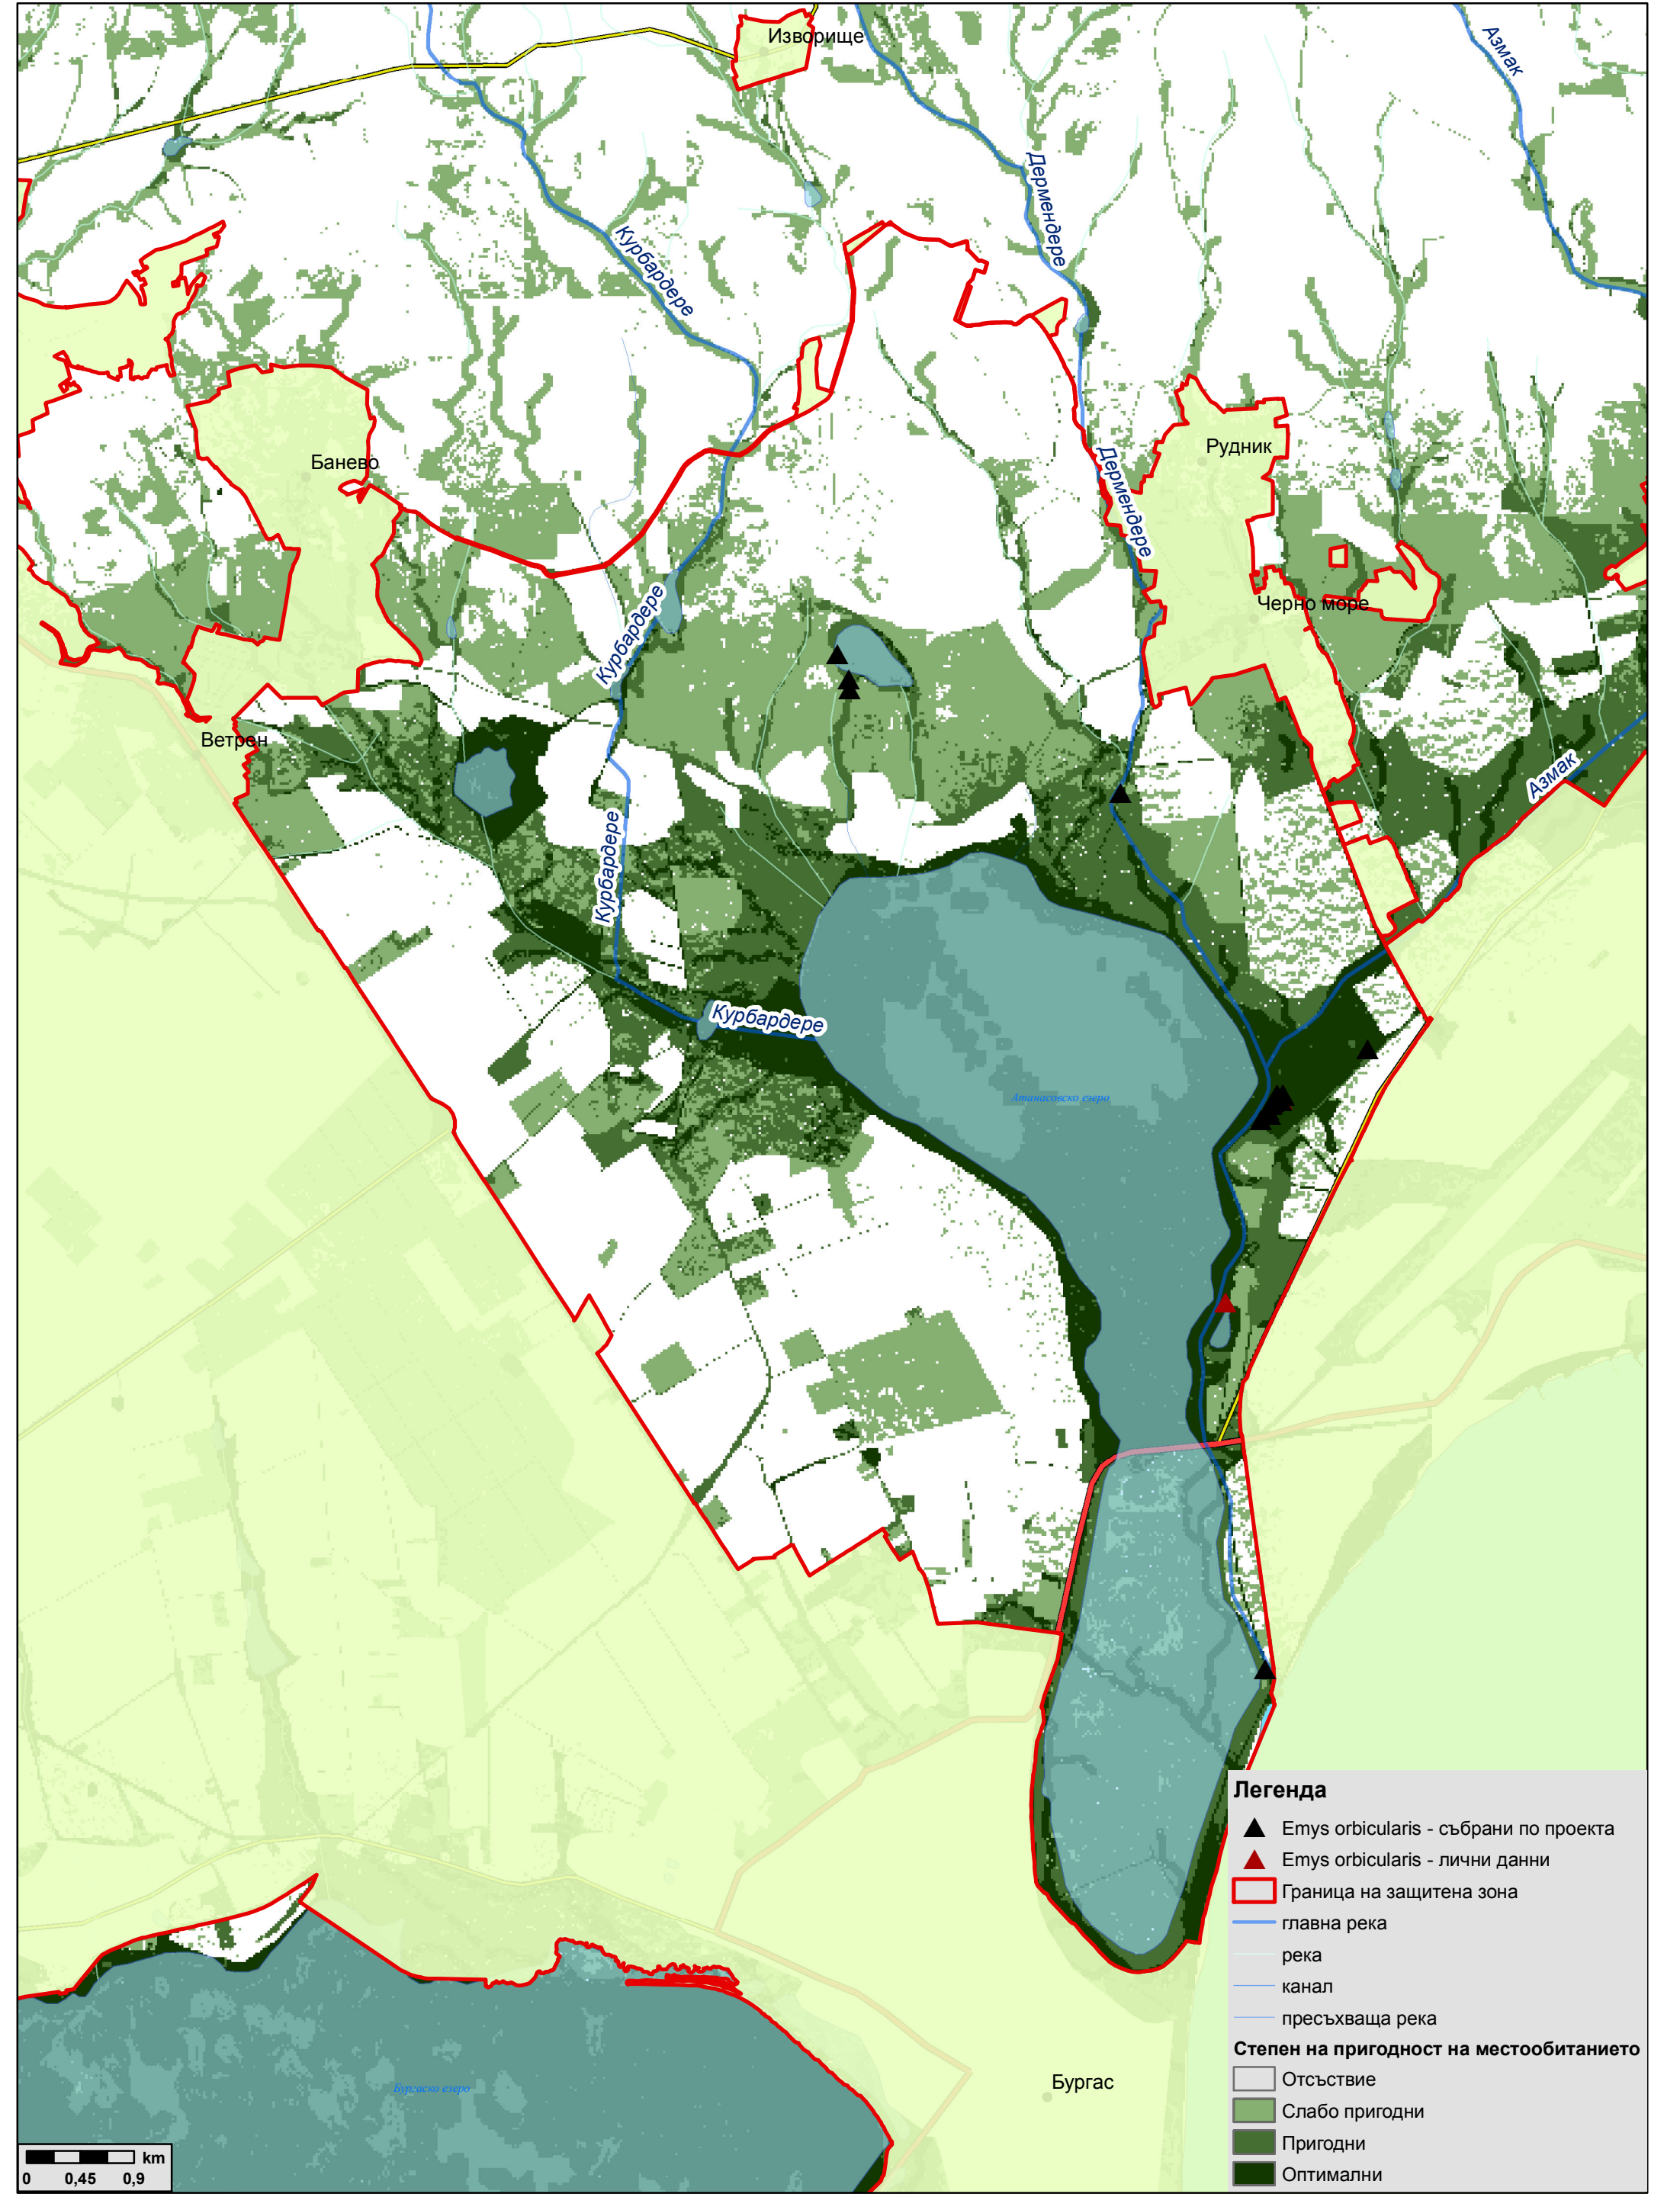 Изворище
Азмак
Дермендере
Курбардере
Банево
Рудник
Дермендере
Черно море
Курбардере
Ветрен
Азмак
Курбардере
Курбардере
Атанасовско езеро
Бургаско езеро
Бургас
Легенда
Emys orbicularis - събрани по проекта
Emys orbicularis - лични данни
Граница на защитена зона
главна река
река
канал
пресъхваща река
Степен на пригодност на местообитанието
Отсъствие
Слабо пригодни
Пригодни
Оптимални
km
0 0,45 0,9